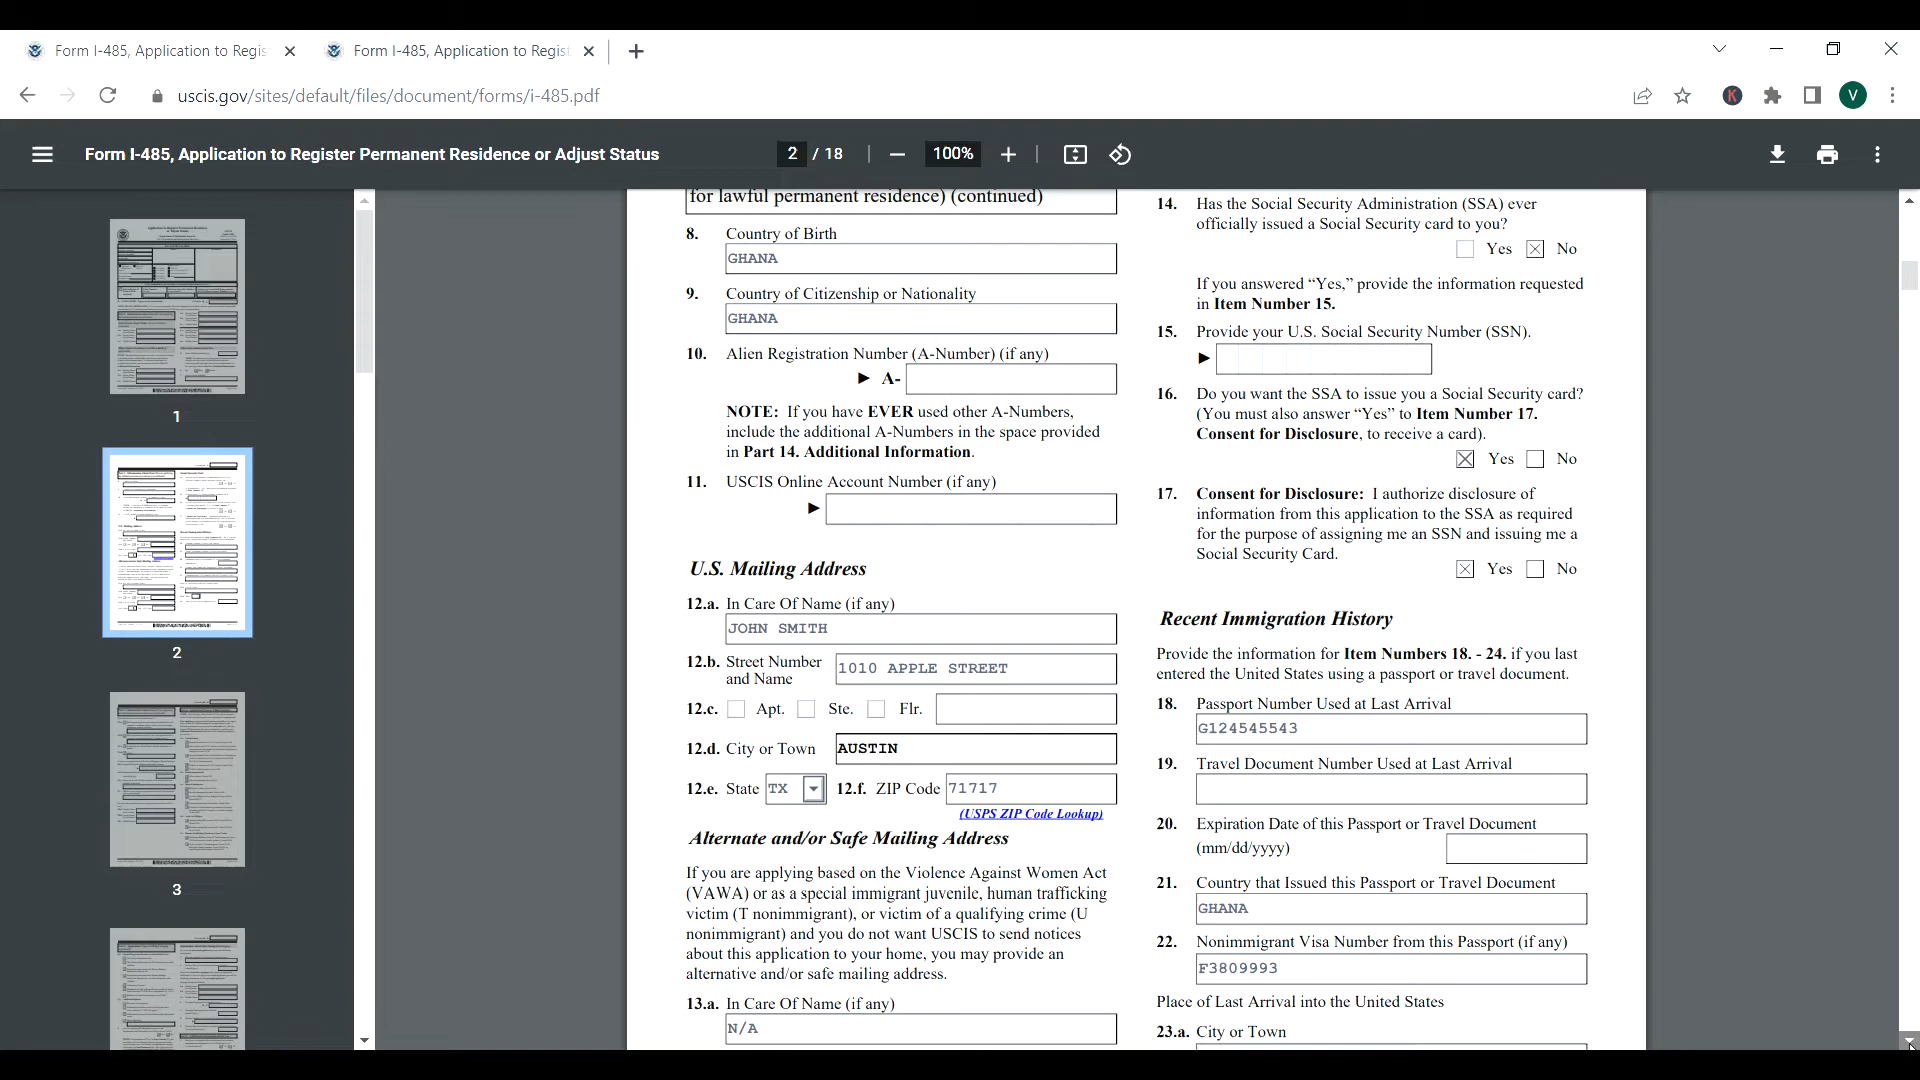 Form I-485, Application to Regis
Form I-485, Application to Regist
uscis.gov/sites/default/files/document/forms/i-485.pdf
K
V
Form I-485, Application to Register Permanent Residence or Adjust Status
2 / 18
100%
1
2
3
for lawful permanent residence) (continued)
8. Country of Birth
GHANA
9. Country of Citizenship or Nationality
GHANA
10. Alien Registration Number (A-Number) (if any)
► A-
NOTE: If you have EVER used other A-Numbers,
include the additional A-Numbers in the space provided
in Part 14. Additional Information.
11. USCIS Online Account Number (if any)
►
U.S. Mailing Address
12.a. In Care Of Name (if any)
JOHN SMITH
12.b. Street Number
and Name
1010 APPLE STREET
12.c. Apt. Ste. Flr.
12.d. City or Town AUSTIN
12.e. State TX 12.f. ZIP Code 71717
(USPS ZIP Code Lookup)
Alternate and/or Safe Mailing Address
If you are applying based on the Violence Against Women Act
(VAWA) or as a special immigrant juvenile, human trafficking
victim (T nonimmigrant), or victim of a qualifying crime (U
nonimmigrant) and you do not want USCIS to send notices
about this application to your home, you may provide an
alternative and/or safe mailing address.
13.a. In Care Of Name (if any)
N/A
14. Has the Social Security Administration (SSA) ever
officially issued a Social Security card to you?
Yes No
If you answered “Yes,” provide the information requested
in Item Number 15.
15. Provide your U.S. Social Security Number (SSN).
►
16. Do you want the SSA to issue you a Social Security card?
(You must also answer “Yes” to Item Number 17.
Consent for Disclosure, to receive a card).
Yes No
17. Consent for Disclosure: I authorize disclosure of
information from this application to the SSA as required
for the purpose of assigning me an SSN and issuing me a
Social Security Card.
Yes No
Recent Immigration History
Provide the information for Item Numbers 18. - 24. if you last
entered the United States using a passport or travel document.
18. Passport Number Used at Last Arrival
G124545543
19. Travel Document Number Used at Last Arrival
20. Expiration Date of this Passport or Travel Document
(mm/dd/yyyy)
21. Country that Issued this Passport or Travel Document
GHANA
22. Nonimmigrant Visa Number from this Passport (if any)
F3809993
Place of Last Arrival into the United States
23.a. City or Town